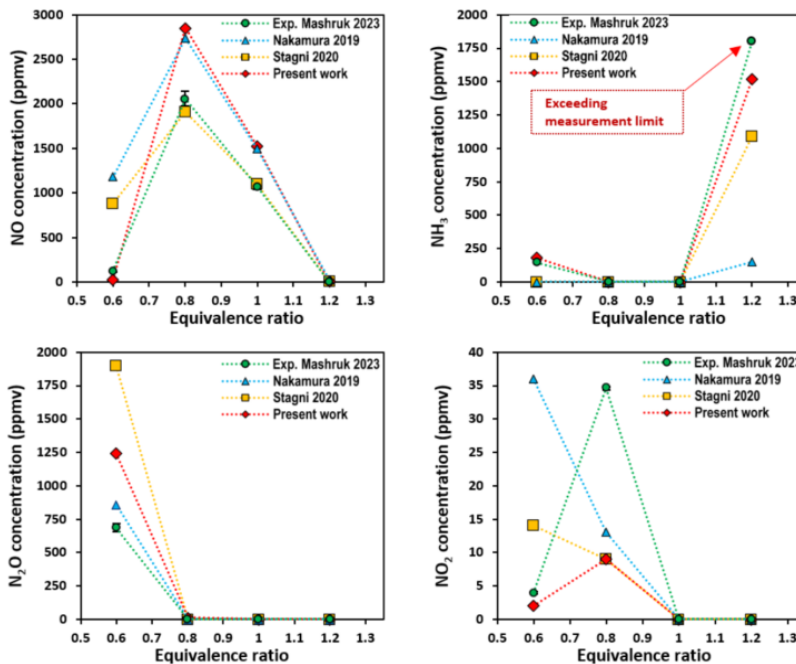 NO concentration (ppmv)
3000
2500
2000
1500
1000
500
0
0.5 0.6 0.7 0.8 0.9 1 1.1 1.2 1.3
Equivalence ratio
Exp. Mashruk 2023
Nakamura 2019
Stagni 2020
Present work
NH3 concentration (ppmv)
2000
1750
1500
1250
1000
750
500
250
0
0.5 0.6 0.7 0.8 0.9 1 1.1 1.2 1.3
Equivalence ratio
Exp. Mashruk 2023
Nakamura 2019
Stagni 2020
Present work
Exceeding
measurement limit
N2O concentration (ppmv)
2000
1750
1500
1250
1000
750
500
250
0
0.5 0.6 0.7 0.8 0.9 1 1.1 1.2 1.3
Equivalence ratio
Exp. Mashruk 2023
Nakamura 2019
Stagni 2020
Present work
NO2 concentration (ppmv)
40
35
30
25
20
15
10
5
0
0.5 0.6 0.7 0.8 0.9 1 1.1 1.2 1.3
Equivalence ratio
Exp. Mashruk 2023
Nakamura 2019
Stagni 2020
Present work